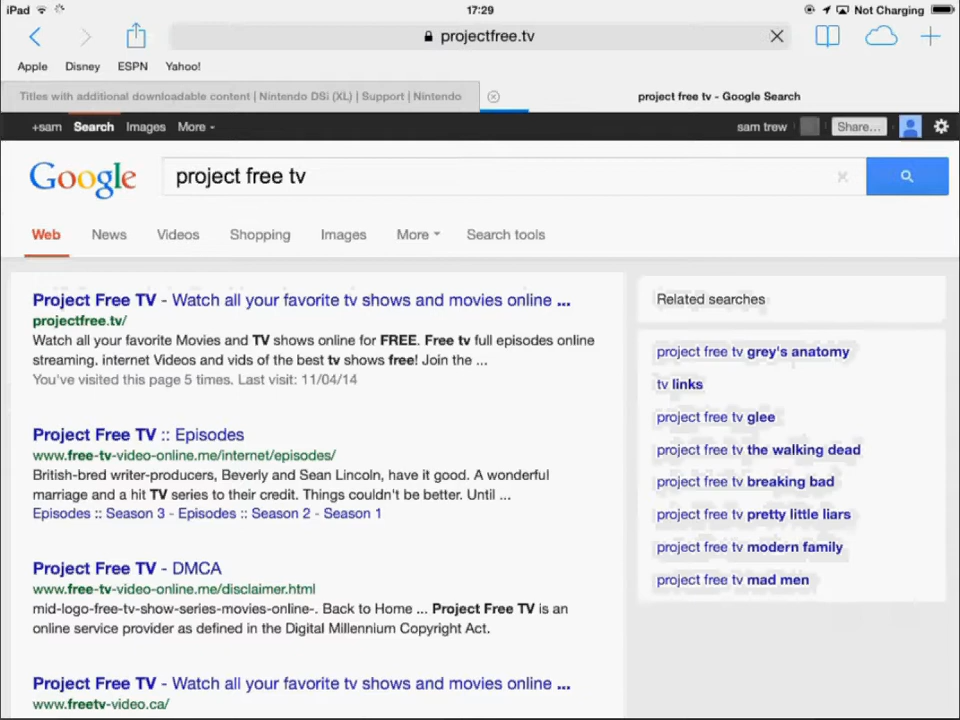 iPad 17:29 Not Charging
projectfree.tv
Apple Disney ESPN Yahoo!
Titles with additional downloadable content | Nintendo DSi (XL) | Support | Nintendo project free tv - Google Search
+sam Search Images More sam trew Share...
Google project free tv
Web News Videos Shopping Images More Search tools
Project Free TV - Watch all your favorite tv shows and movies online ...
projectfree.tv/
Watch all your favorite Movies and TV shows online for FREE. Free tv full episodes online
streaming. internet Videos and vids of the best tv shows free! Join the ...
You've visited this page 5 times. Last visit: 11/04/14
Project Free TV :: Episodes
www.free-tv-video-online.me/internet/episodes/
British-bred writer-producers, Beverly and Sean Lincoln, have it good. A wonderful
marriage and a hit TV series to their credit. Things couldn't be better. Until ...
Episodes :: Season 3 - Episodes :: Season 2 - Season 1
Project Free TV - DMCA
www.free-tv-video-online.me/disclaimer.html
mid-logo-free-tv-show-series-movies-online-. Back to Home ... Project Free TV is an
online service provider as defined in the Digital Millennium Copyright Act.
Project Free TV - Watch all your favorite tv shows and movies online ...
www.freetv-video.ca/
Related searches
project free tv grey's anatomy
tv links
project free tv glee
project free tv the walking dead
project free tv breaking bad
project free tv pretty little liars
project free tv modern family
project free tv mad men